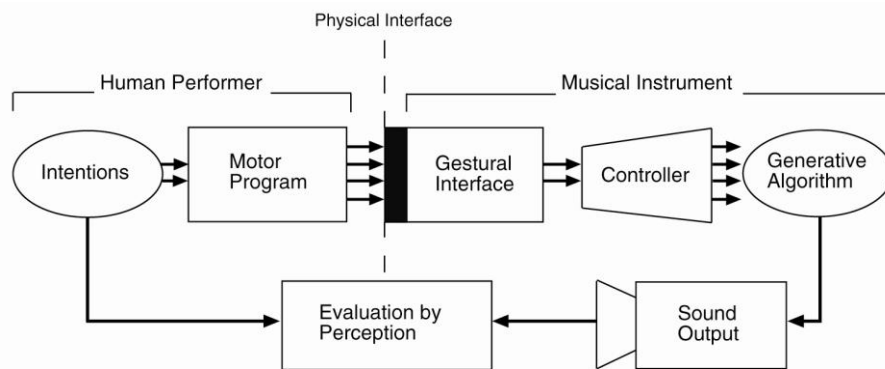 Physical Interface
Human Performer
Musical Instrument
Intentions
Motor
Program
Gestural
Interface
Controller
Generative
Algorithm
Evaluation by
Perception
Sound
Output